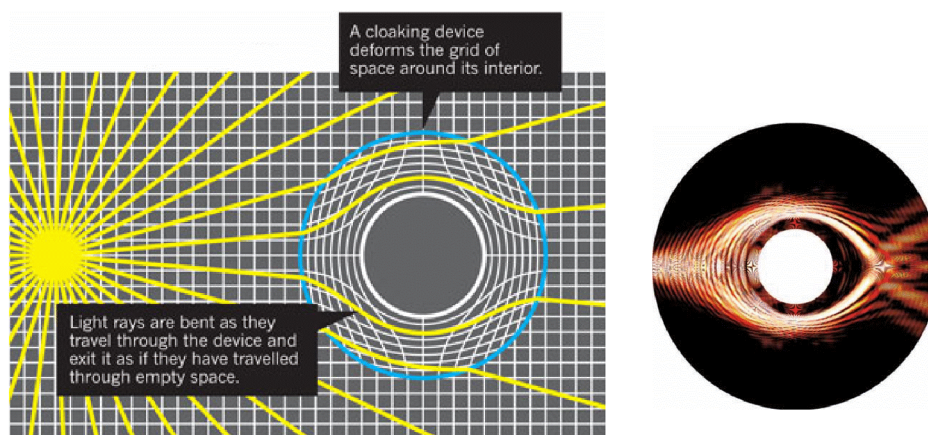 A cloaking device
deforms the grid of
space around its interior.
Light rays are bent as they
travel through the device and
exit it as if they have travelled
through empty space.